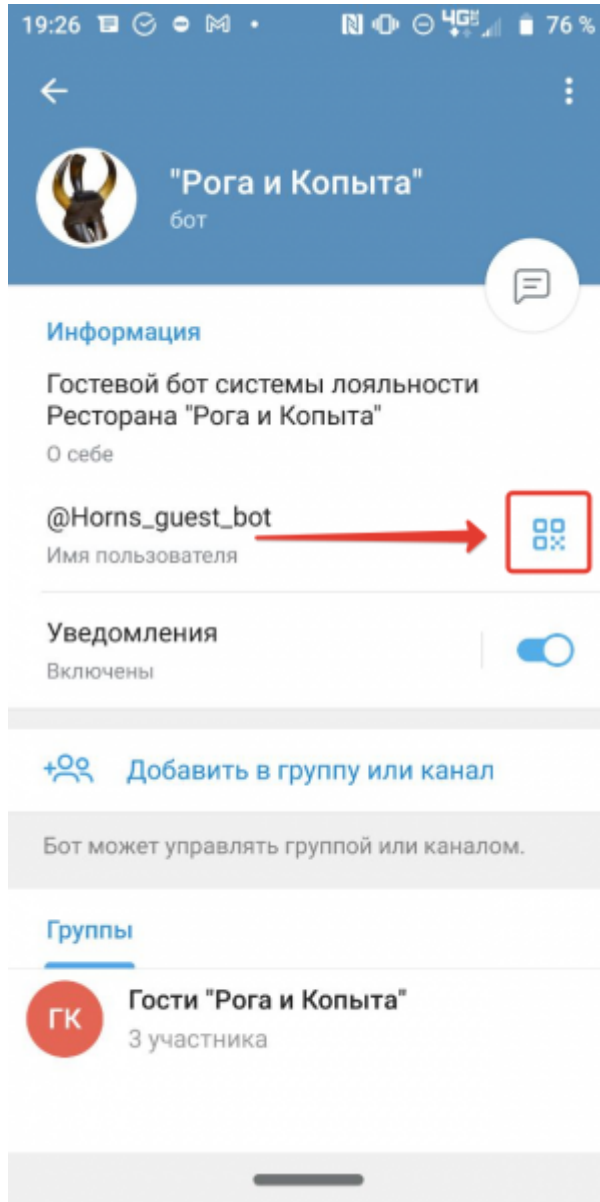 19:26
4G
76 %
"Рога и Копыта"
бот
Информация
Гостевой бот системы лояльности
Ресторана "Рога и Копыта"
О себе
@Horns_guest_bot
Имя пользователя
Уведомления
Включены
Добавить в группу или канал
Бот может управлять группой или каналом.
Группы
ГК
Гости "Рога и Копыта"
3 участника